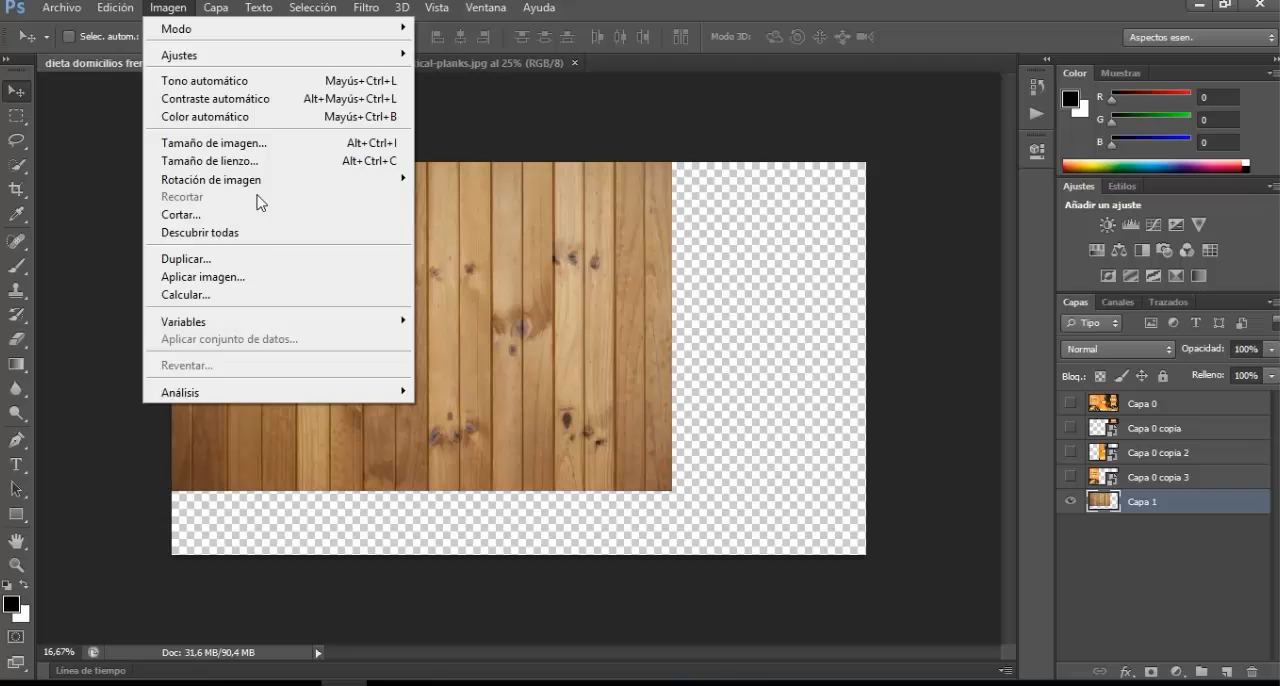 Ps Archivo Edición Imagen Capa Texto Selección Filtro 3D Vista Ventana Ayuda
Selec. autom.:
Modo 3D:
Aspectos esen.
dieta domicilios fren
tical-planks.jpg al 25% (RGB/8) ×
Modo
Ajustes
Tono automático Mayús+Ctrl+L
Contraste automático Alt+Mayús+Ctrl+L
Color automático Mayús+Ctrl+B
Tamaño de imagen... Alt+Ctrl+I
Tamaño de lienzo... Alt+Ctrl+C
Rotación de imagen
Recortar
Cortar...
Descubrir todas
Duplicar...
Aplicar imagen...
Calcular...
Variables
Aplicar conjunto de datos...
Reventar...
Análisis
Color Muestras
R 0
G 0
B 0
Ajustes Estilos
Añadir un ajuste
Capas Canales Trazados
Tipo
Normal Opacidad: 100%
Bloq.: Relleno: 100%
Capa 0
Capa 0 copia
Capa 0 copia 2
Capa 0 copia 3
Capa 1
fx
T
16,67% Doc: 31,6 MB/90,4 MB
Línea de tiempo